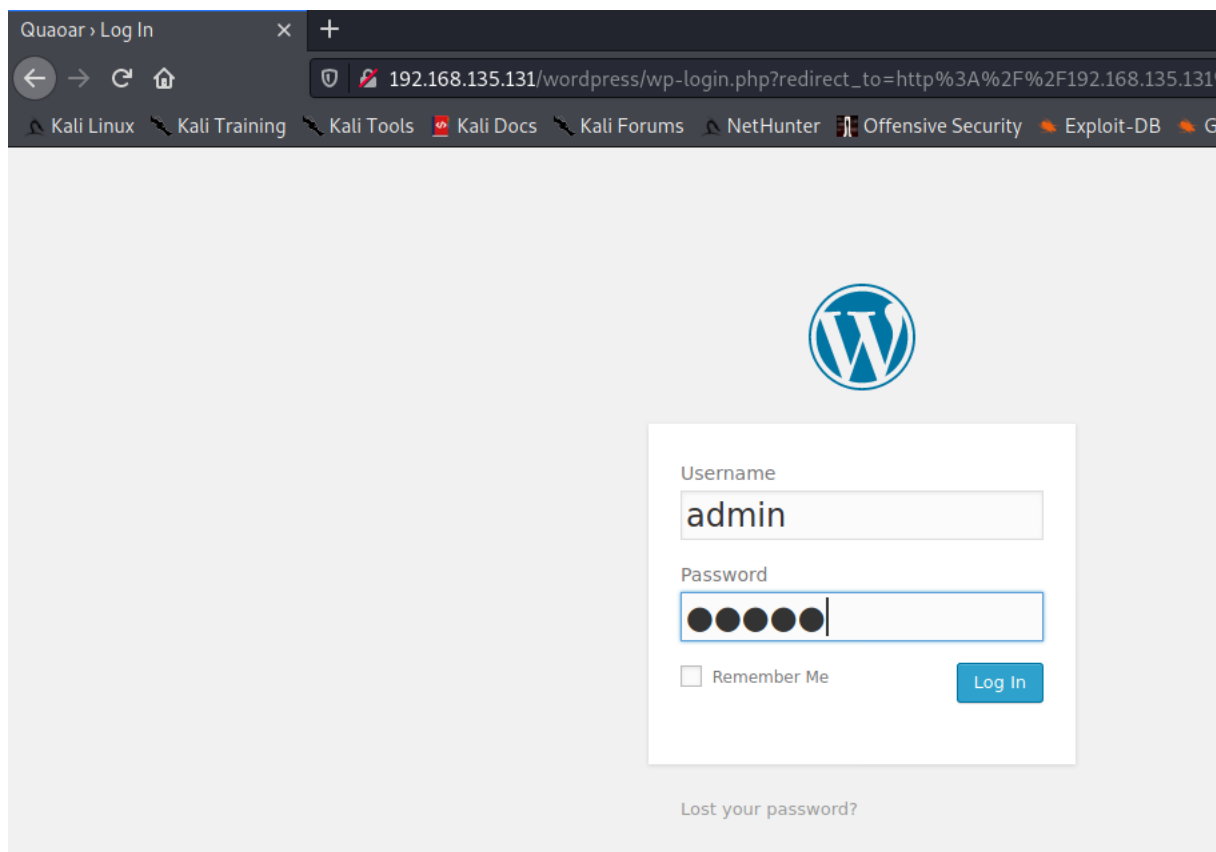 Quaoar › Log In
192.168.135.131/wordpress/wp-login.php?redirect_to=http%3A%2F%2F192.168.135.131
Kali Linux Kali Training Kali Tools Kali Docs Kali Forums NetHunter Offensive Security Exploit-DB G
W
Username
admin
Password
●●●●●
Remember Me Log In
Lost your password?